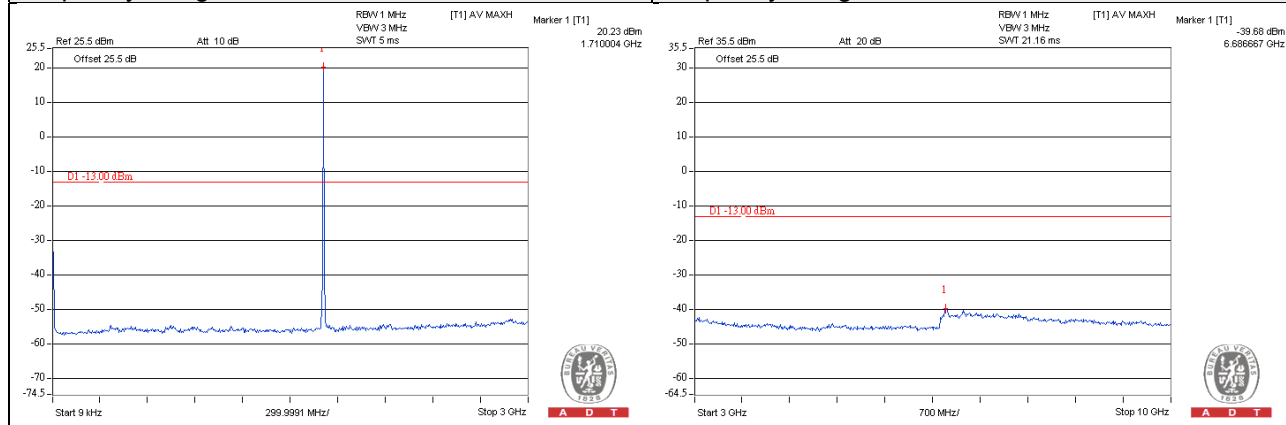 RBW 1 MHz [T1] AV MAXH Marker 1 [T1]
VBW 3 MHz 20.23 dBm
Ref 25.5 dBm Att 10 dB SWT 5 ms 1.710004 GHz
25.5
Offset 25.5 dB
1
20
10
0
-10
D1 -13.00 dBm
-20
-30
-40
-50
-60
-70
-74.5
Start 9 kHz 299.9991 MHz/ Stop 3 GHz
BUREAU VERITAS
1828
A D T
RBW 1 MHz [T1] AV MAXH Marker 1 [T1]
VBW 3 MHz -39.68 dBm
Ref 35.5 dBm Att 20 dB SWT 21.16 ms 6.686667 GHz
35.5
Offset 25.5 dB
30
20
10
0
-10
D1 -13.00 dBm
-20
-30
1
-40
-50
-60
-64.5
Start 3 GHz 700 MHz/ Stop 10 GHz
BUREAU VERITAS
1828
A D T